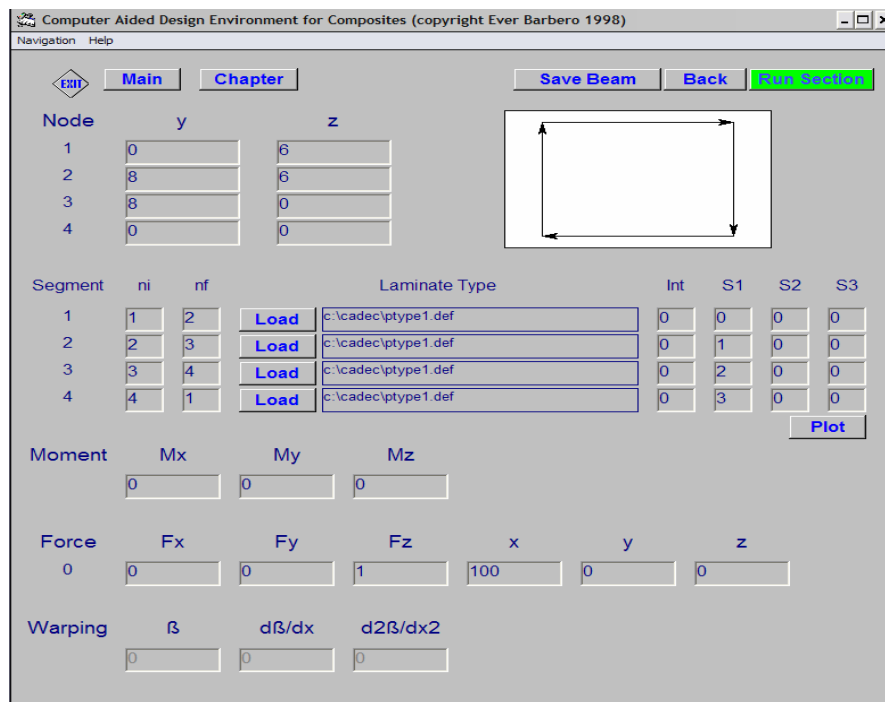 Computer Aided Design Environment for Composites (copyright Ever Barbero 1998)
Navigation Help
EXIT Main Chapter Save Beam Back Run Section
Node y z
1 0 6
2 8 6
3 8 0
4 0 0
Segment ni nf Laminate Type Int S1 S2 S3
1 1 2 Load c:\cadec\ptype1.def 0 0 0 0
2 2 3 Load c:\cadec\ptype1.def 0 1 0 0
3 3 4 Load c:\cadec\ptype1.def 0 2 0 0
4 4 1 Load c:\cadec\ptype1.def 0 3 0 0
Plot
Moment Mx My Mz
0 0 0
Force Fx Fy Fz x y z
0 0 0 1 100 0 0
Warping ß dß/dx d2ß/dx2
0 0 0